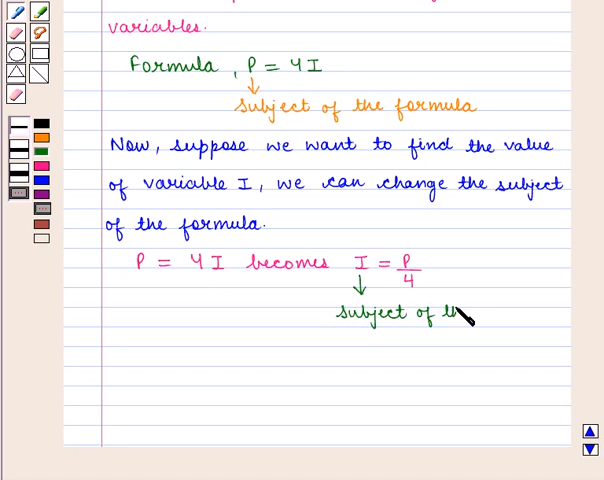 variables.
Formula, P = 4I
subject of the formula
Now, suppose we want to find the value
of variable I, we can change the subject
of the formula.
P = 4I becomes I = P/4
subject of th